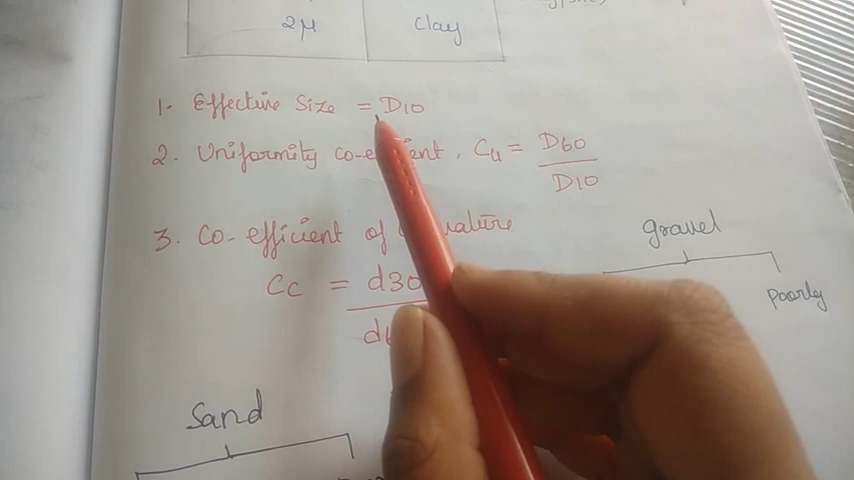 2μ
Clay
1. Effective Size = D10
2. Uniformity co-efficient, Cu = D60
D10
3. Co-efficient of
Cc = d30
gravel
Poorly
Sand